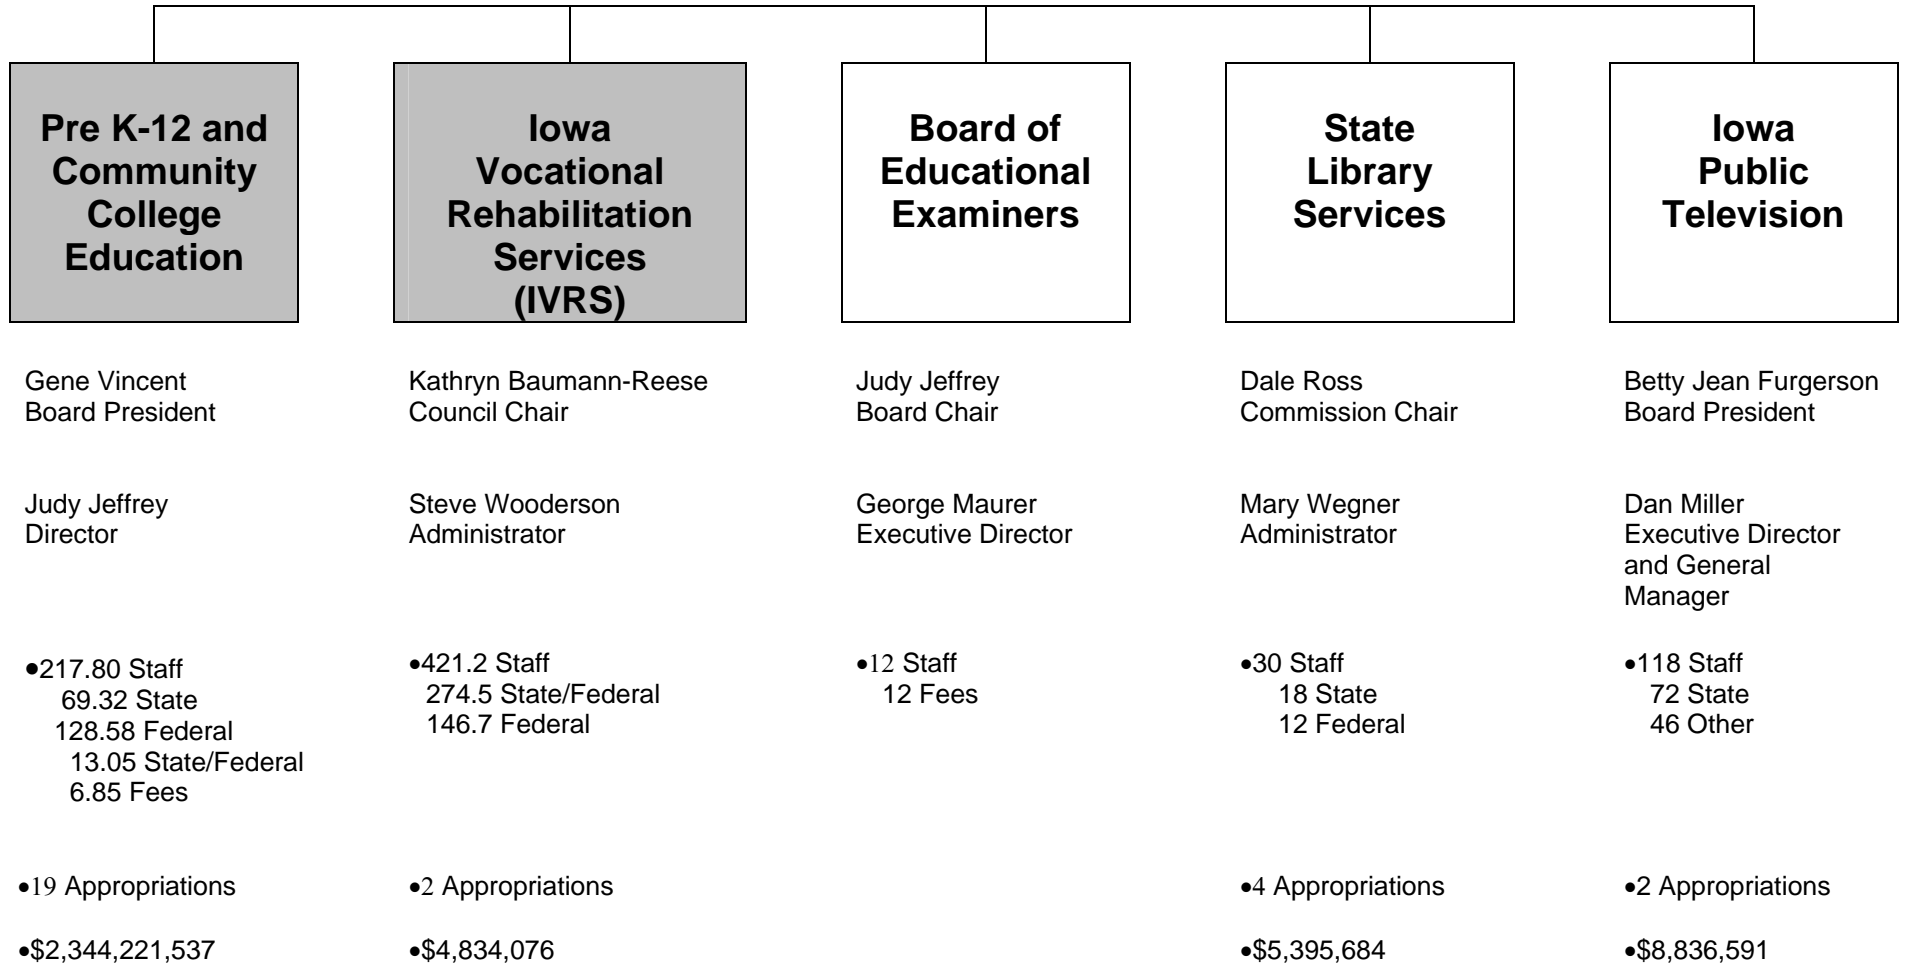 Pre K-12 and
Community
College
Education
Iowa
Vocational
Rehabilitation
Services
(IVRS)
Board of
Educational
Examiners
State
Library
Services
Iowa
Public
Television
Gene Vincent
Board President
Kathryn Baumann-Reese
Council Chair
Judy Jeffrey
Board Chair
Dale Ross
Commission Chair
Betty Jean Furgerson
Board President
Judy Jeffrey
Director
Steve Wooderson
Administrator
George Maurer
Executive Director
Mary Wegner
Administrator
Dan Miller
Executive Director
and General
Manager
•217.80 Staff
69.32 State
128.58 Federal
13.05 State/Federal
6.85 Fees
•421.2 Staff
274.5 State/Federal
146.7 Federal
•12 Staff
12 Fees
•30 Staff
18 State
12 Federal
•118 Staff
72 State
46 Other
•19 Appropriations
•2 Appropriations
•4 Appropriations
•2 Appropriations
•$2,344,221,537
•$4,834,076
•$5,395,684
•$8,836,591